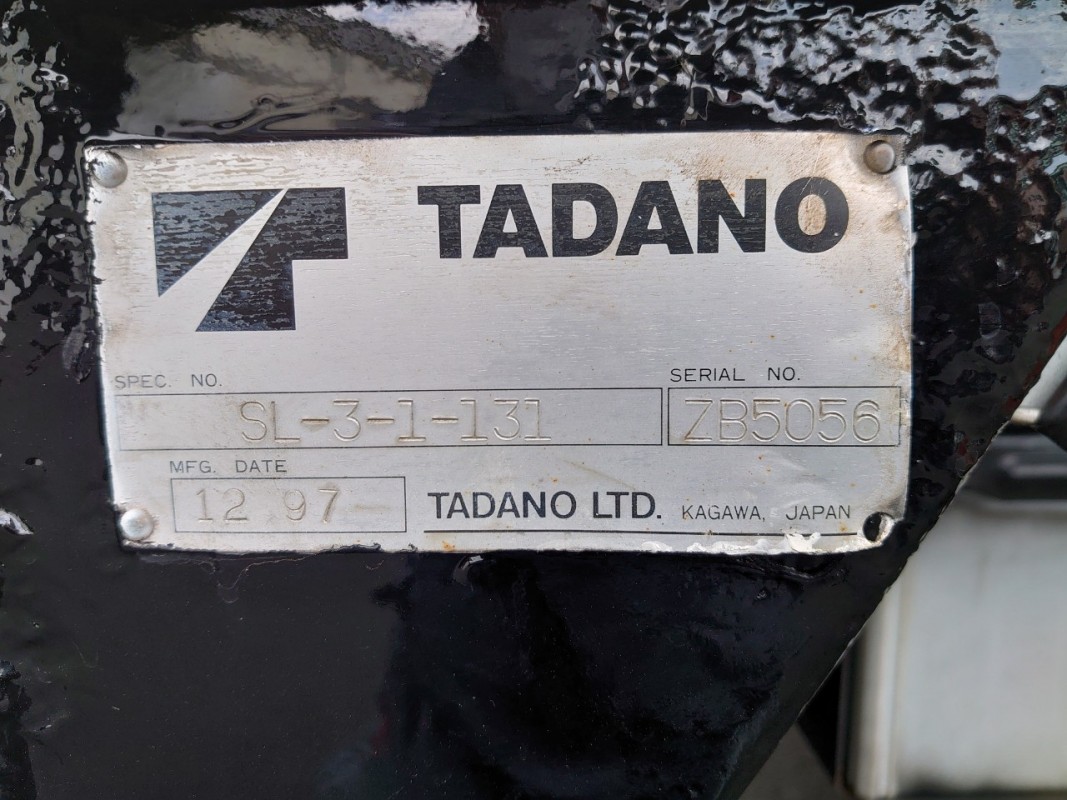 TADANO
SPEC. NO.
SERIAL NO.
SL-3-1-131
ZB5056
MFG. DATE
12 97-
TADANO LTD. KAGAWA, JAPAN